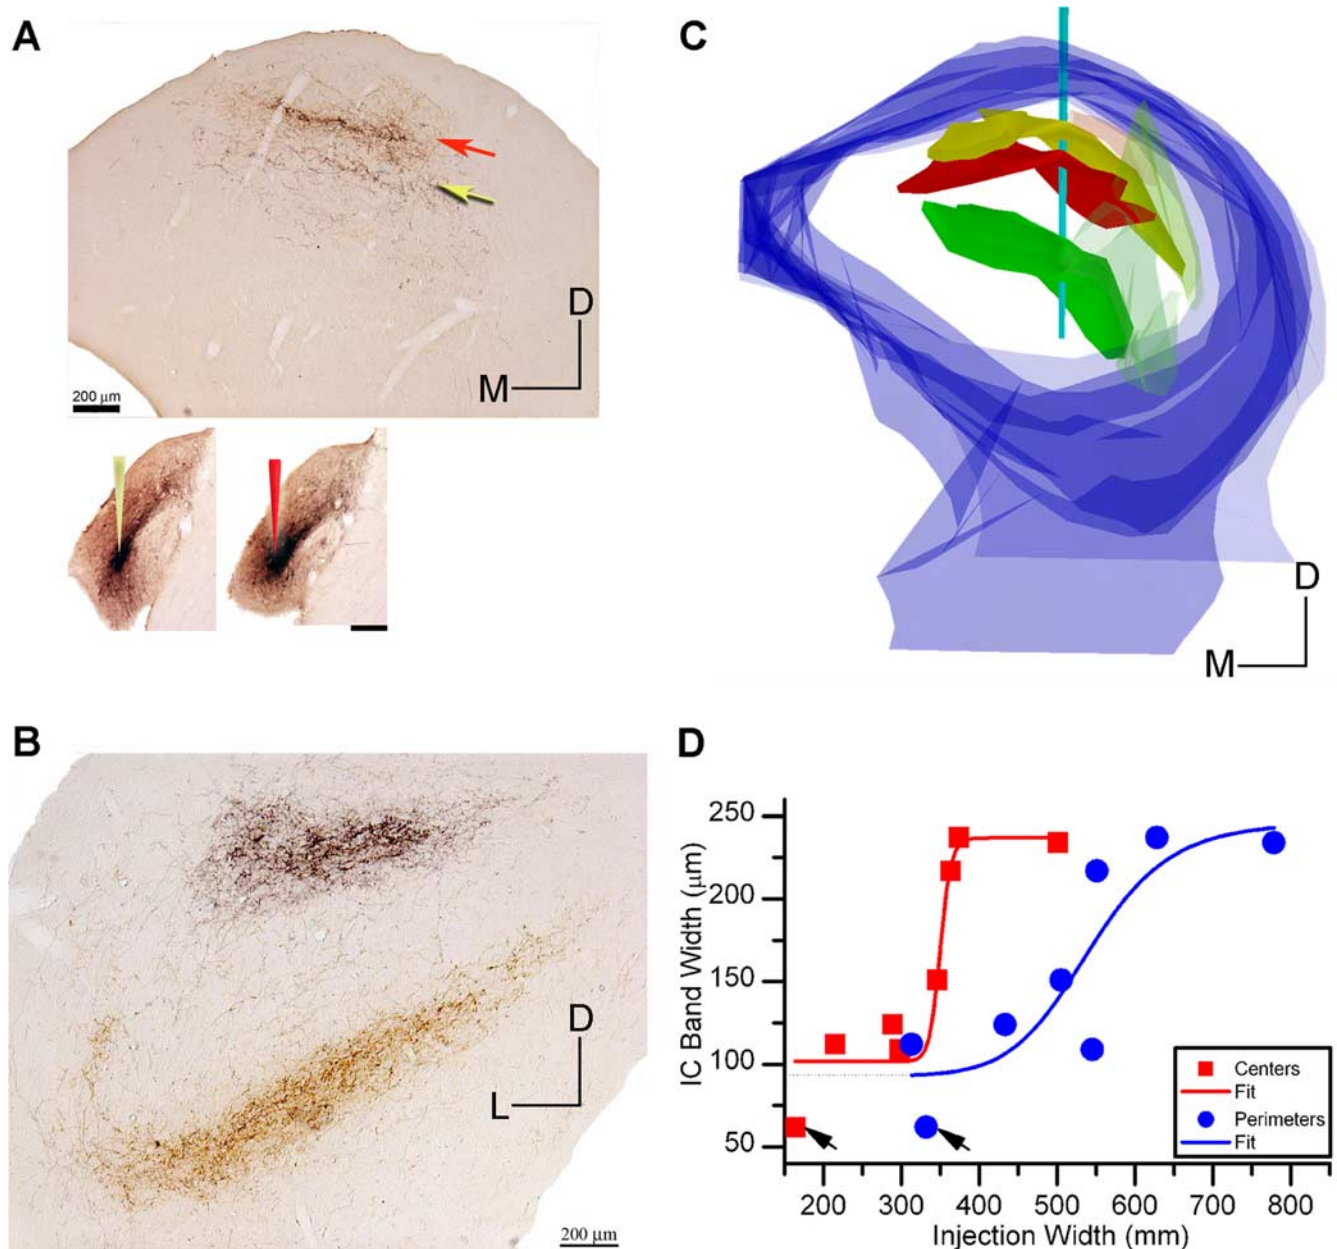 A
D
M
200 µm
C
D
M
B
D
L
200 µm
D
IC Band Width (µm)
250
200
150
100
50
200 300 400 500 600 700 800
Injection Width (mm)
Centers
Fit
Perimeters
Fit